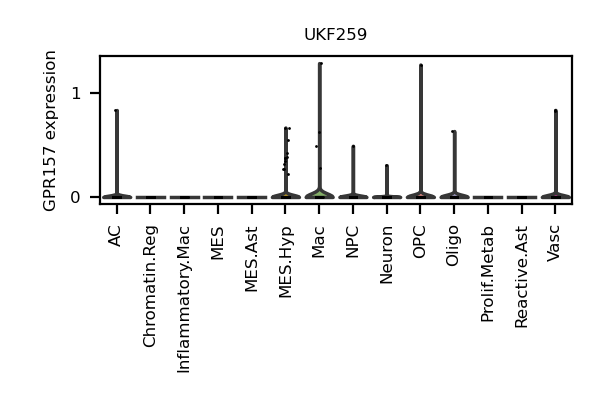 UKF259
GPR157 expression
1
0
AC
Chromatin.Reg
Inflammatory.Mac
MES
MES.Ast
MES.Hyp
Mac
NPC
Neuron
OPC
Oligo
Prolif.Metab
Reactive.Ast
Vasc